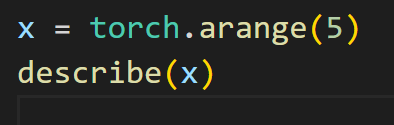 x = torch.arange(5)
describe(x)